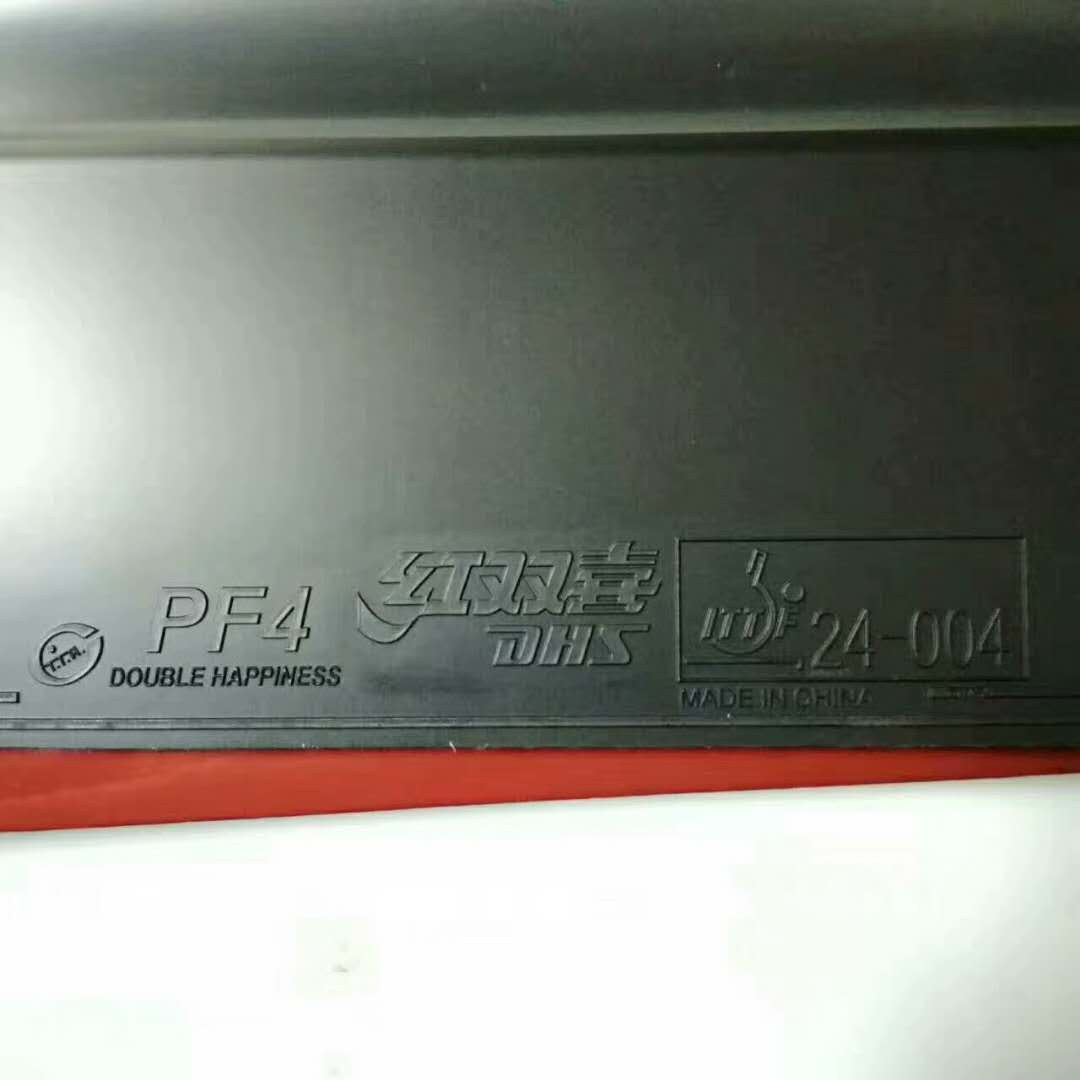 T.T.R.
PF4
DOUBLE HAPPINESS
红双喜
DHS
ITTF
.24-004
MADE IN CHINA